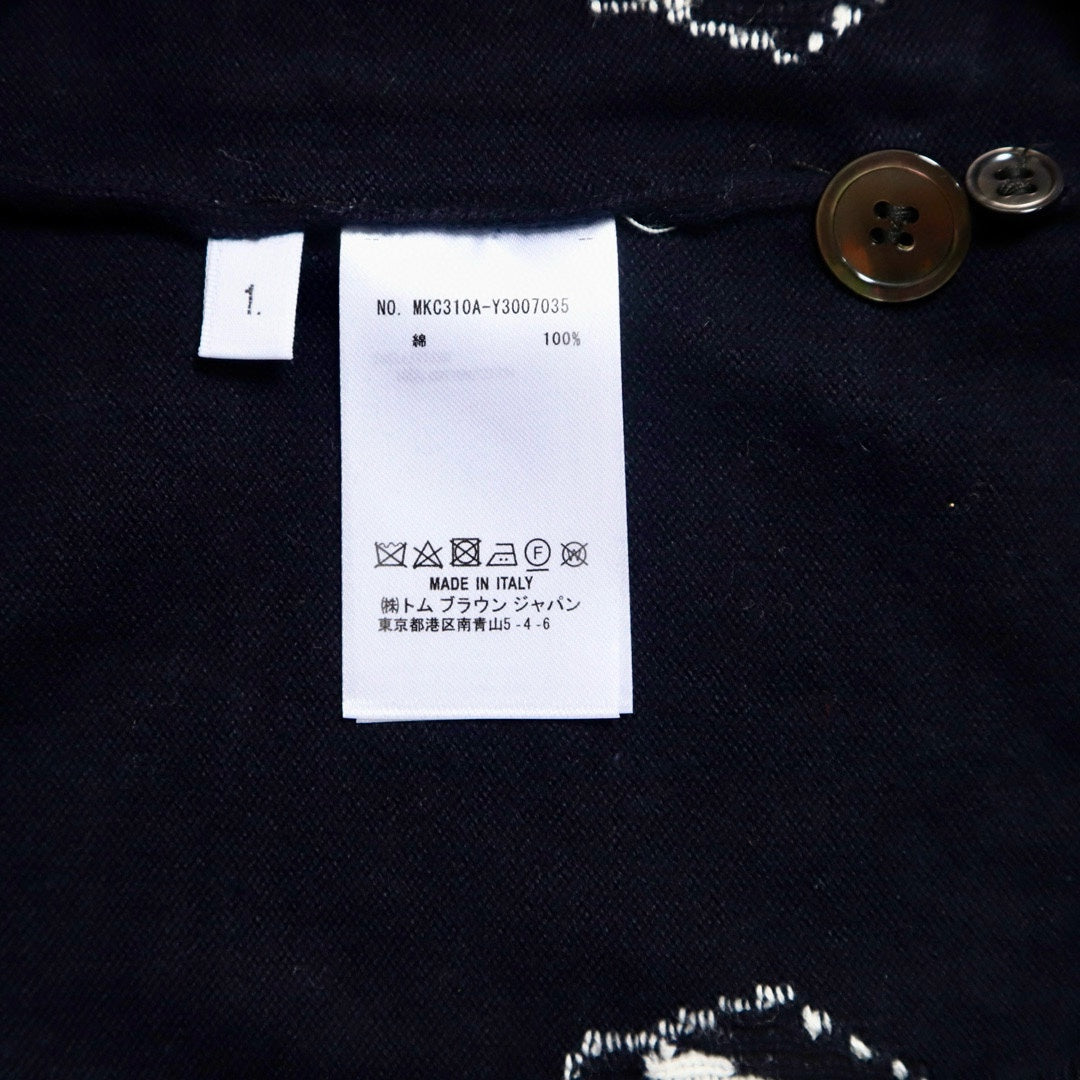 1.
NO. MKC310A-Y3007035
綿 100%
F W
MADE IN ITALY
㈱トム ブラウン ジャパン
東京都港区南青山5-4-6